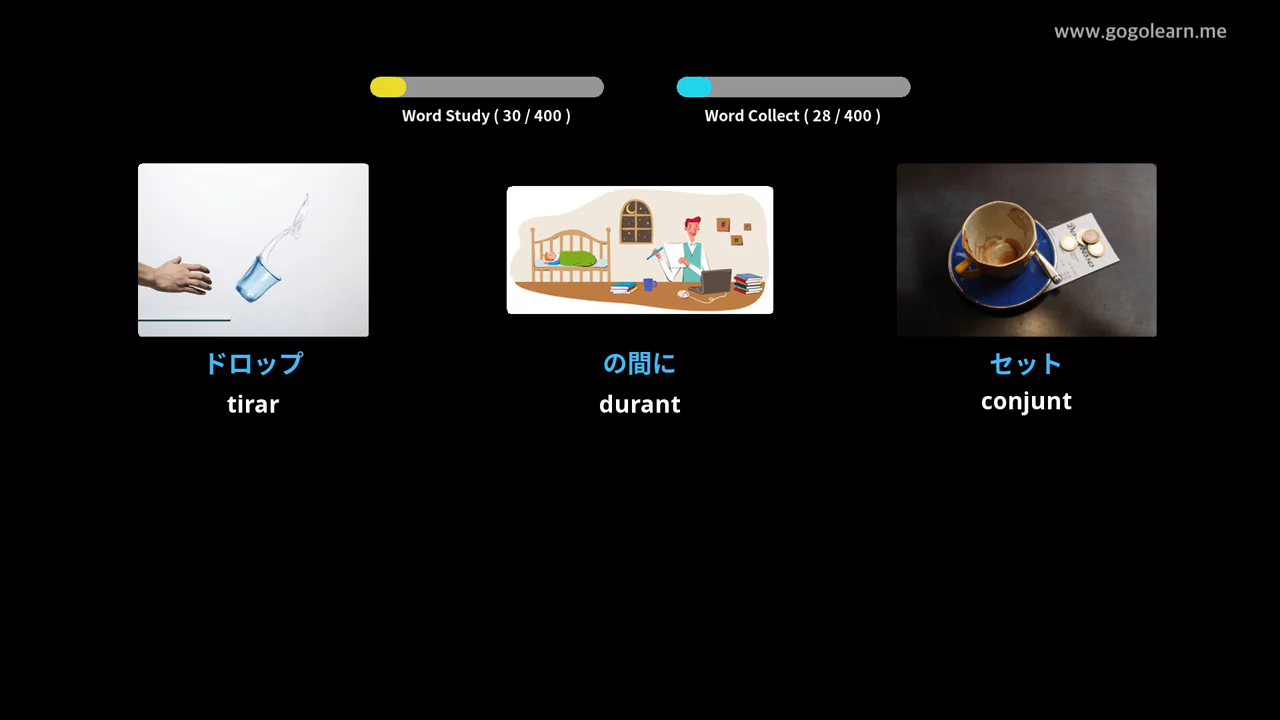 www.gogolearn.me
Word Study ( 30 / 400 )
Word Collect ( 28 / 400 )
ドロップ
tirar
の間に
durant
セット
conjunt